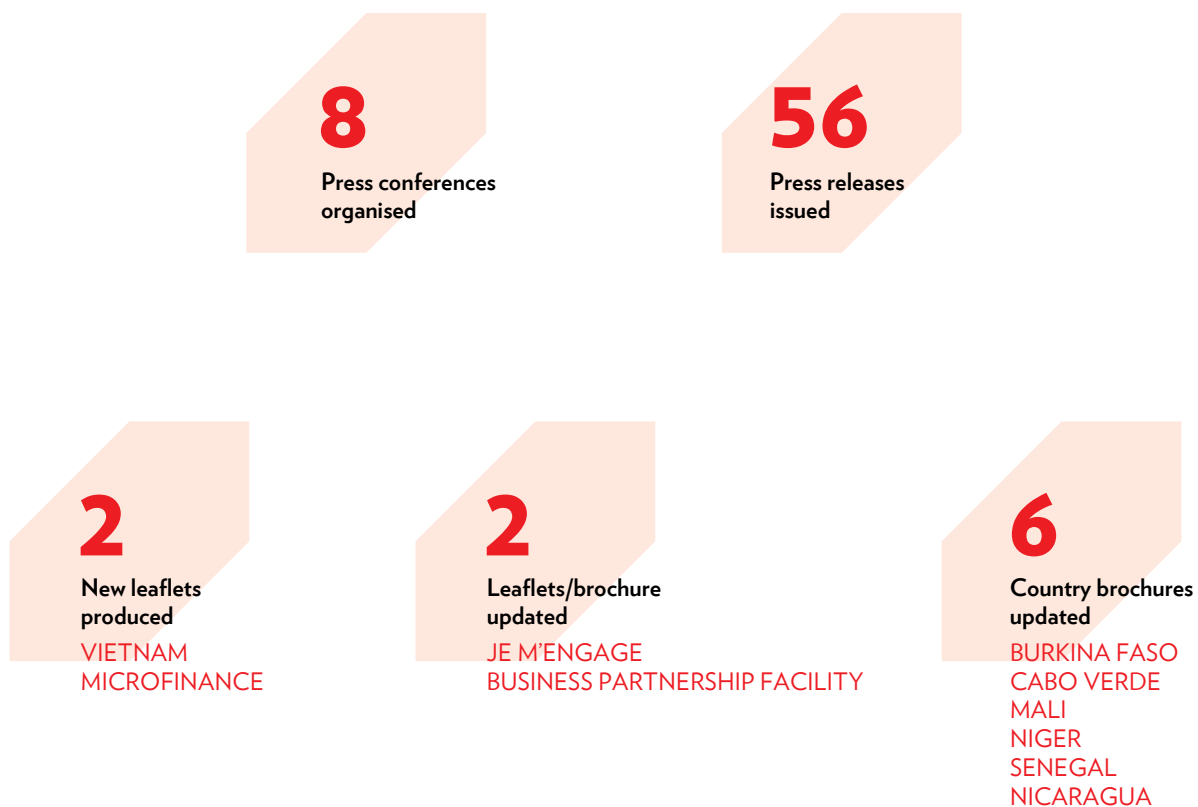 8
Press conferences
organised
56
Press releases
issued
2
New leaflets
produced
VIETNAM
MICROFINANCE
2
Leaflets/brochure
updated
JE M'ENGAGE
BUSINESS PARTNERSHIP FACILITY
6
Country brochures
updated
BURKINA FASO
CABO VERDE
MALI
NIGER
SENEGAL
NICARAGUA